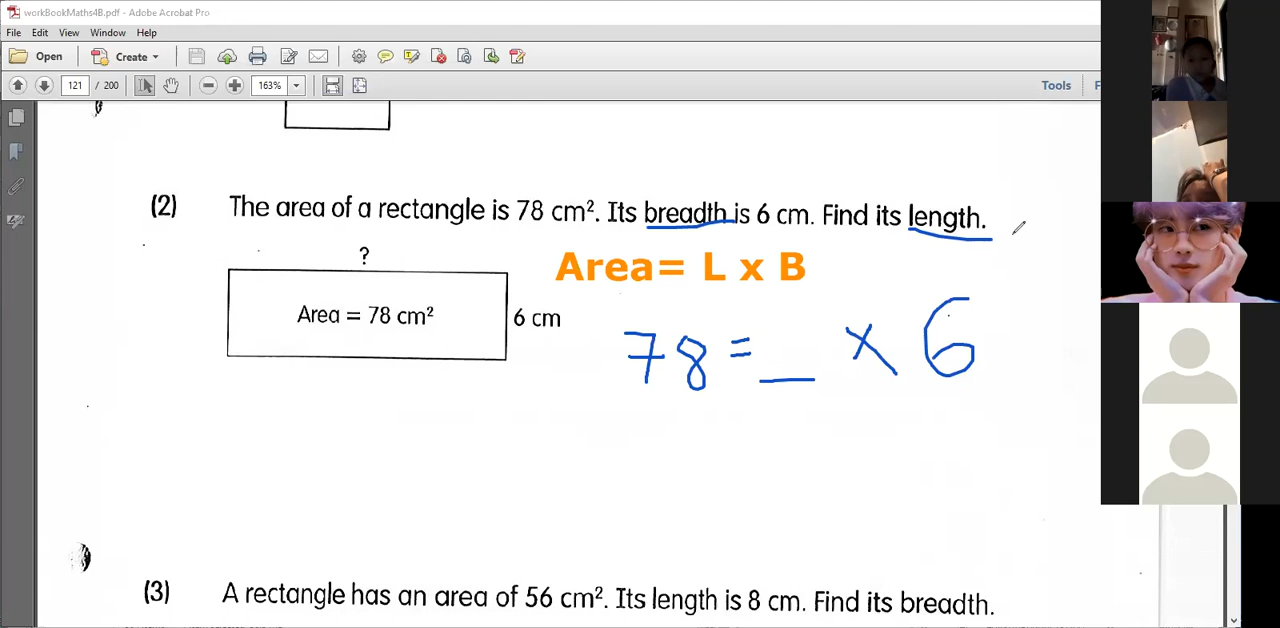 workBookMaths4B.pdf - Adobe Acrobat Pro
File Edit View Window Help
Open Create
121 / 200 163% Tools
(2) The area of a rectangle is 78 cm². Its breadth is 6 cm. Find its length.
?
Area= L x B
Area = 78 cm² 6 cm
78 = __ x 6
(3) A rectangle has an area of 56 cm². Its length is 8 cm. Find its breadth.